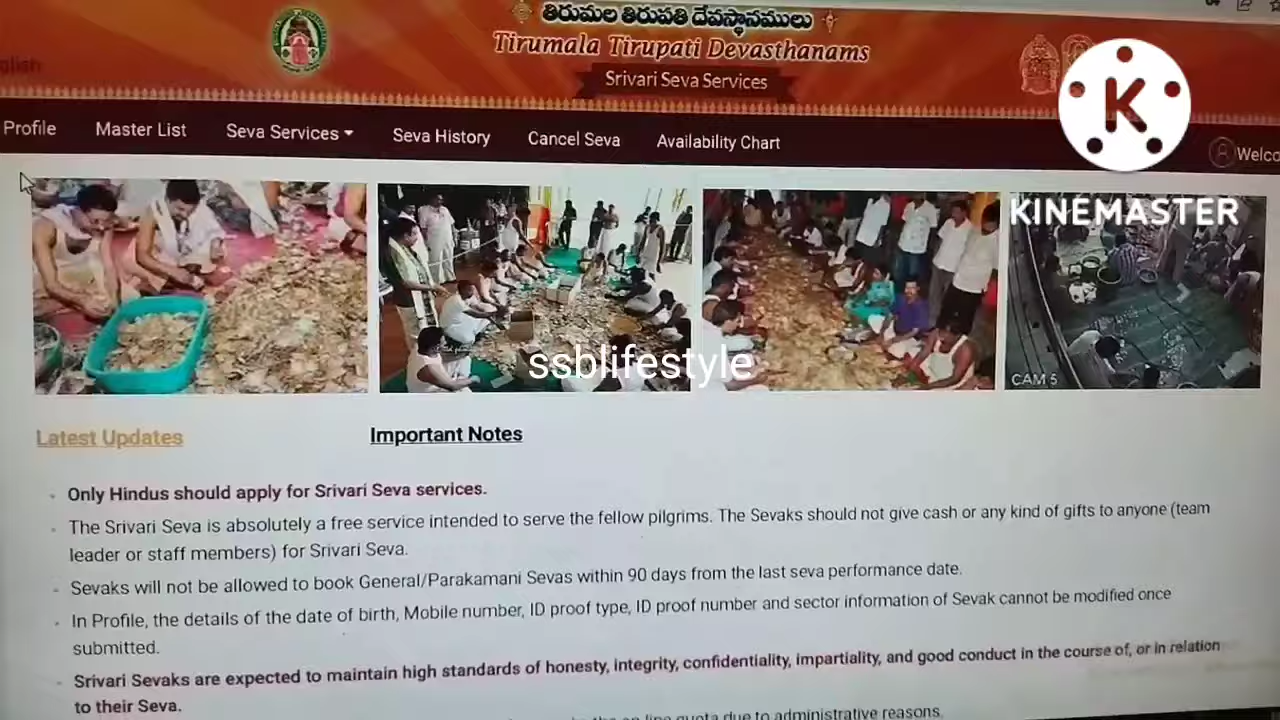 తిరుమల తిరుపతి దేవస్థానములు
Tirumala Tirupati Devasthanams
Srivari Seva Services
glish
K
Profile Master List Seva Services Seva History Cancel Seva Availability Chart Welco
KINEMASTER
ssblifestyle
CAM 5
Latest Updates Important Notes
Only Hindus should apply for Srivari Seva services.
The Srivari Seva is absolutely a free service intended to serve the fellow pilgrims. The Sevaks should not give cash or any kind of gifts to anyone (team
leader or staff members) for Srivari Seva.
Sevaks will not be allowed to book General/Parakamani Sevas within 90 days from the last seva performance date.
In Profile, the details of the date of birth, Mobile number, ID proof type, ID proof number and sector information of Sevak cannot be modified once
submitted.
Srivari Sevaks are expected to maintain high standards of honesty, integrity, confidentiality, impartiality, and good conduct in the course of, or in relation
to their Seva.
on line quota due to administrative reasons.